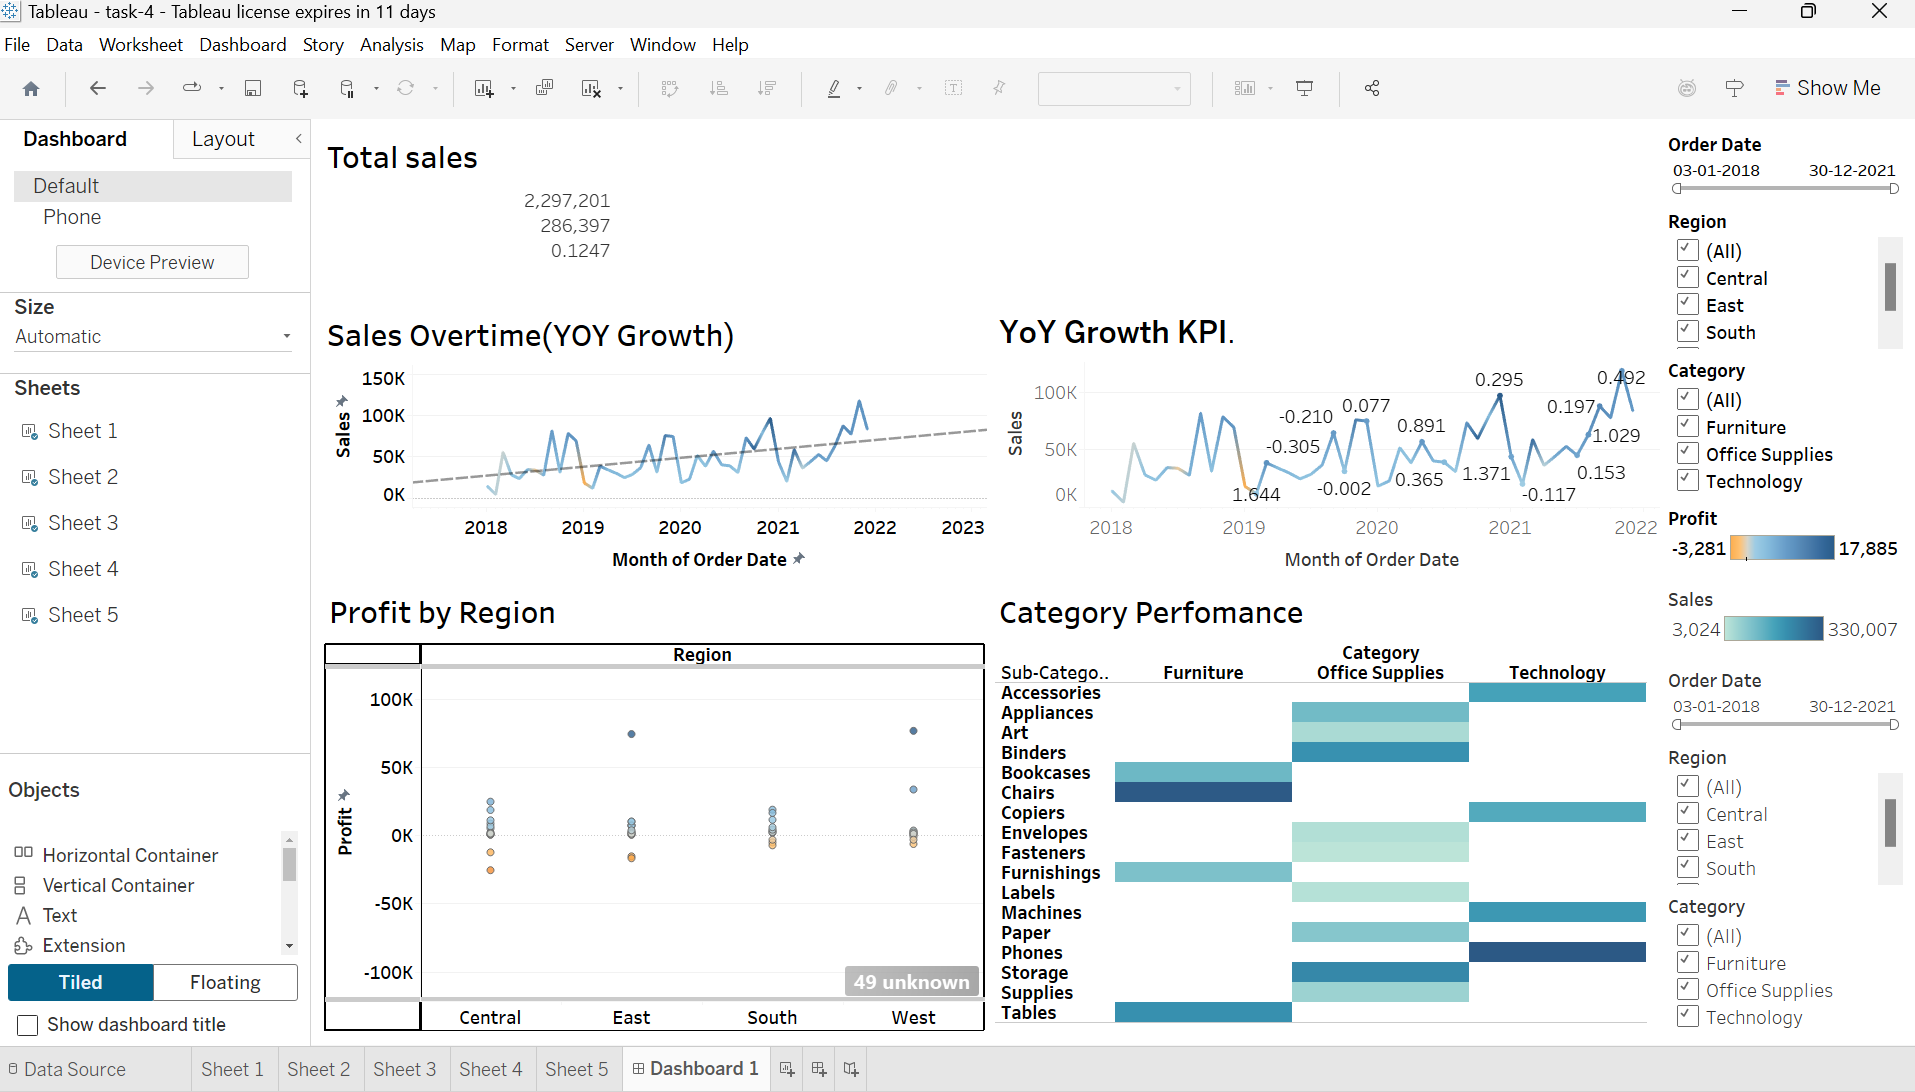 Tableau - task-4 - Tableau license expires in 11 days
File Data Worksheet Dashboard Story Analysis Map Format Server Window Help
Show Me
Dashboard
Layout
Default
Phone
Device Preview
Size
Automatic
Sheets
Sheet 1
Sheet 2
Sheet 3
Sheet 4
Sheet 5
Objects
Horizontal Container
Vertical Container
Text
Extension
Tiled
Floating
Show dashboard title
Total sales
2,297,201
286,397
0.1247
Sales Overtime(YOY Growth)
Sales
150K
100K
50K
0K
2018 2019 2020 2021 2022 2023
Month of Order Date
YoY Growth KPI.
Sales
100K
50K
0K
1.644
-0.305
-0.210
-0.002
0.077
0.365
0.891
1.371
0.295
-0.117
0.153
0.197
1.029
0.492
2018 2019 2020 2021 2022
Month of Order Date
Profit by Region
Region
Profit
100K
50K
0K
-50K
-100K
49 unknown
Central East South West
Category Perfomance
Category
Sub-Catego.. Furniture Office Supplies Technology
Accessories
Appliances
Art
Binders
Bookcases
Chairs
Copiers
Envelopes
Fasteners
Furnishings
Labels
Machines
Paper
Phones
Storage
Supplies
Tables
Order Date
03-01-2018 30-12-2021
Region
(All)
Central
East
South
Category
(All)
Furniture
Office Supplies
Technology
Profit
-3,281 17,885
Sales
3,024 330,007
Order Date
03-01-2018 30-12-2021
Region
(All)
Central
East
South
Category
(All)
Furniture
Office Supplies
Technology
Data Source
Sheet 1
Sheet 2
Sheet 3
Sheet 4
Sheet 5
Dashboard 1